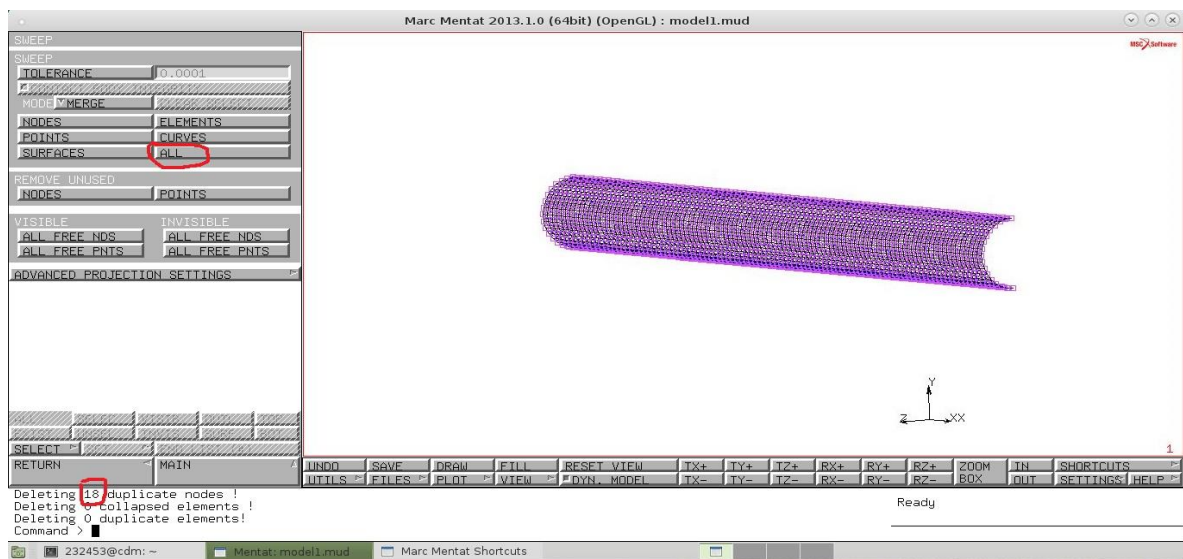 Marc Mentat 2013.1.0 (64bit) (OpenGL) : model1.mud
SWEEP
SWEEP
TOLERANCE 0.0001
CONTACT BODY INTEGRITY
MODE MERGE CLEAR SELECT
NODES ELEMENTS
POINTS CURVES
SURFACES ALL
REMOVE UNUSED
NODES POINTS
VISIBLE INVISIBLE
ALL FREE NDS ALL FREE NDS
ALL FREE PNTS ALL FREE PNTS
ADVANCED PROJECTION SETTINGS
SELECT
RETURN MAIN
MSC Software
Y
Z XX
1
UNDO SAVE DRAW FILL RESET VIEW TX+ TY+ TZ+ RX+ RY+ RZ+ ZOOM IN SHORTCUTS
UTILS FILES PLOT VIEW DYN. MODEL TX- TY- TZ- RX- RY- RZ- BOX OUT SETTINGS HELP
Deleting 18 duplicate nodes !
Deleting 0 collapsed elements !
Deleting 0 duplicate elements!
Command >
Ready
232453@cdm: ~ Mentat: model1.mud Marc Mentat Shortcuts